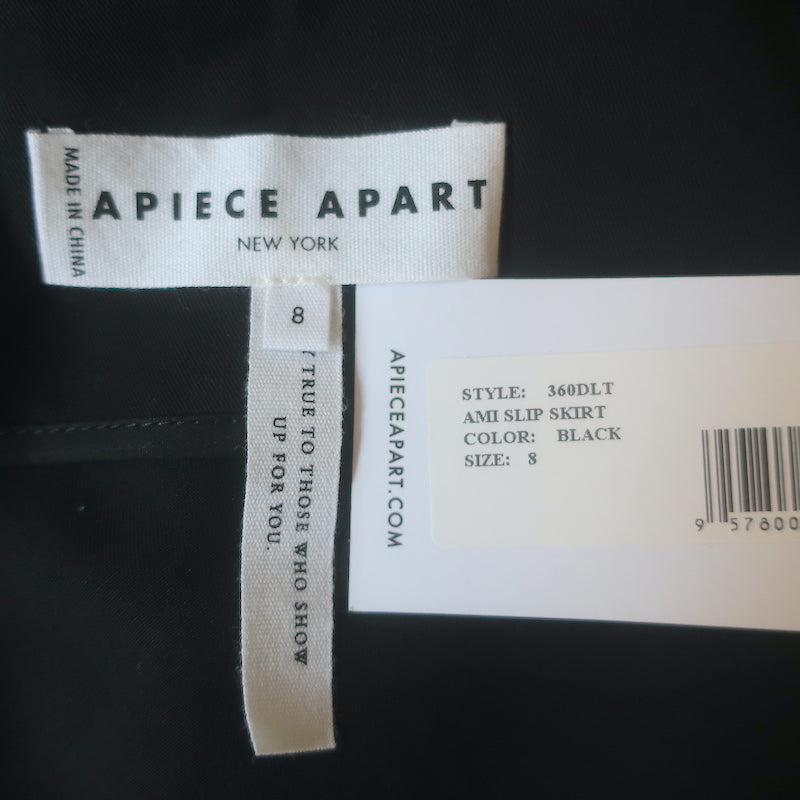 MADE IN CHINA
APIECE APART
NEW YORK
8
TRUE TO THOSE WHO SHOW
UP FOR YOU.
APIECEAPART.COM
STYLE: 360DLT
AMI SLIP SKIRT
COLOR: BLACK
SIZE: 8
9 57800